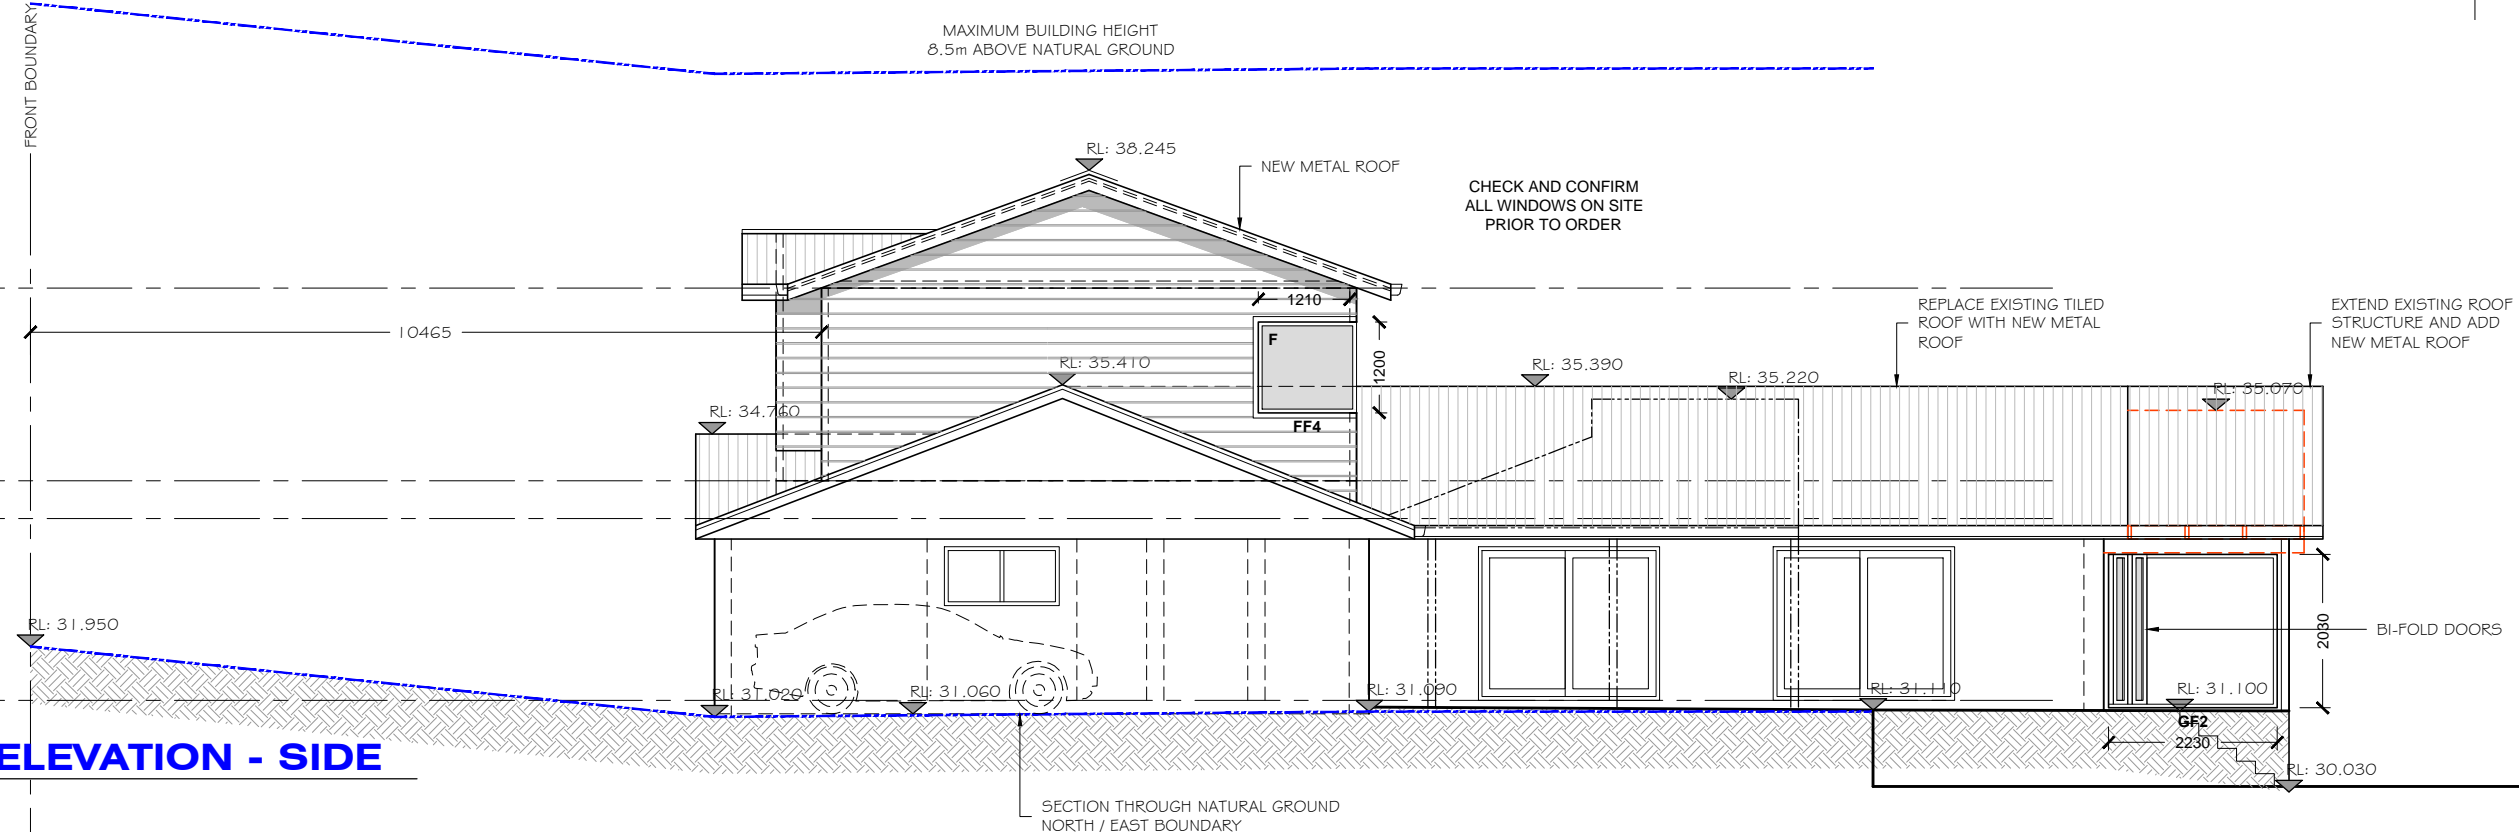 FRONT BOUNDARY
MAXIMUM BUILDING HEIGHT
8.5m ABOVE NATURAL GROUND
RL: 38.245
NEW METAL ROOF
CHECK AND CONFIRM
ALL WINDOWS ON SITE
PRIOR TO ORDER
1210
10465
F
1200
REPLACE EXISTING TILED
ROOF WITH NEW METAL
ROOF
EXTEND EXISTING ROOF
STRUCTURE AND ADD
NEW METAL ROOF
RL: 35.410
RL: 35.390
RL: 35.220
RL: 35.070
RL: 34.760
FF4
RL: 31.950
2030
BI-FOLD DOORS
RL: 31.020
RL: 31.060
RL: 31.090
RL: 31.110
RL: 31.100
GF2
2230
ELEVATION - SIDE
RL: 30.030
SECTION THROUGH NATURAL GROUND
NORTH / EAST BOUNDARY